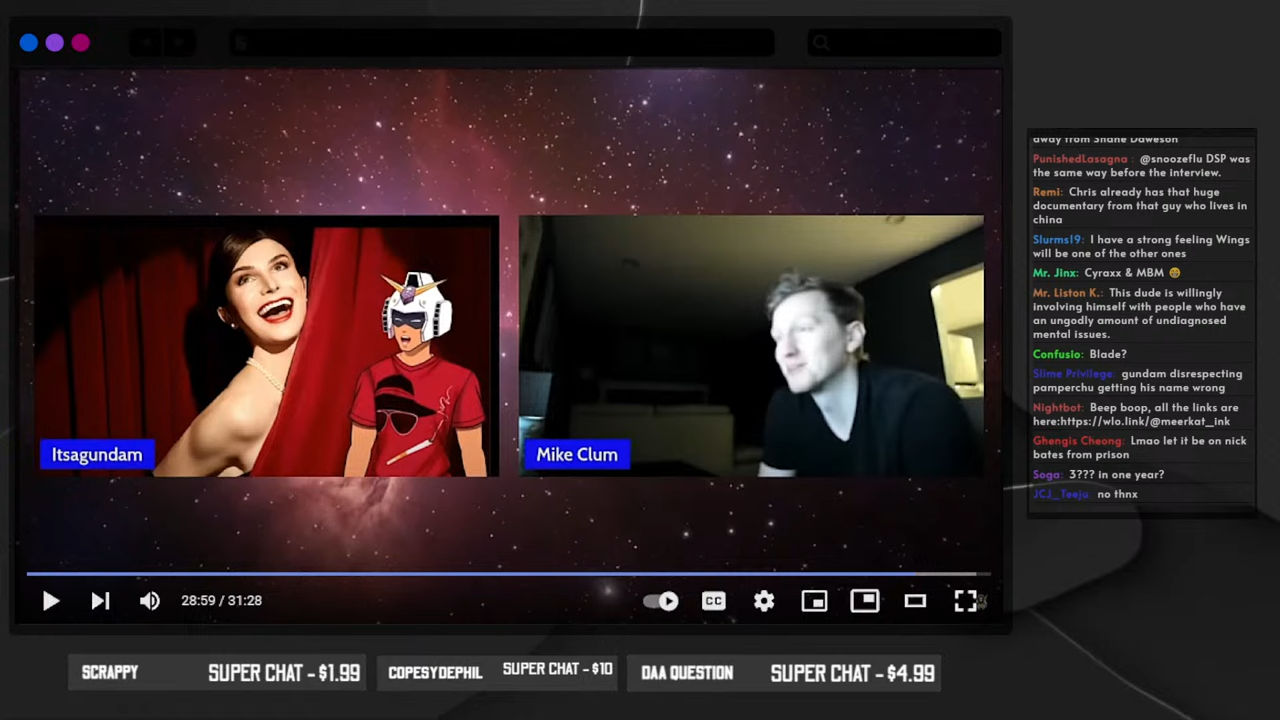 away from Shane Daweson
PunishedLasagna : @snoozeflu DSP was
the same way before the interview.
Remi: Chris already has that huge
documentary from that guy who lives in
china
Slurms19: I have a strong feeling Wings
will be one of the other ones
Mr. Jinx: Cyraxx & MBM 😄
Mr. Liston K.: This dude is willingly
involving himself with people who have
an ungodly amount of undiagnosed
mental issues.
Confusio: Blade?
Slime Privilege: gundam disrespecting
pamperchu getting his name wrong
Nightbot: Beep boop, all the links are
here:https://wlo.link/@meerkat_ink
Ghengis Cheong: Lmao let it be on nick
bates from prison
Soga: 3??? in one year?
JCJ_Teeja: no thnx
Itsagundam
Mike Clum
28:59 / 31:28
CC
SCRAPPY SUPER CHAT - $1.99
COPESYDEPHIL SUPER CHAT - $10
DAA QUESTION SUPER CHAT - $4.99